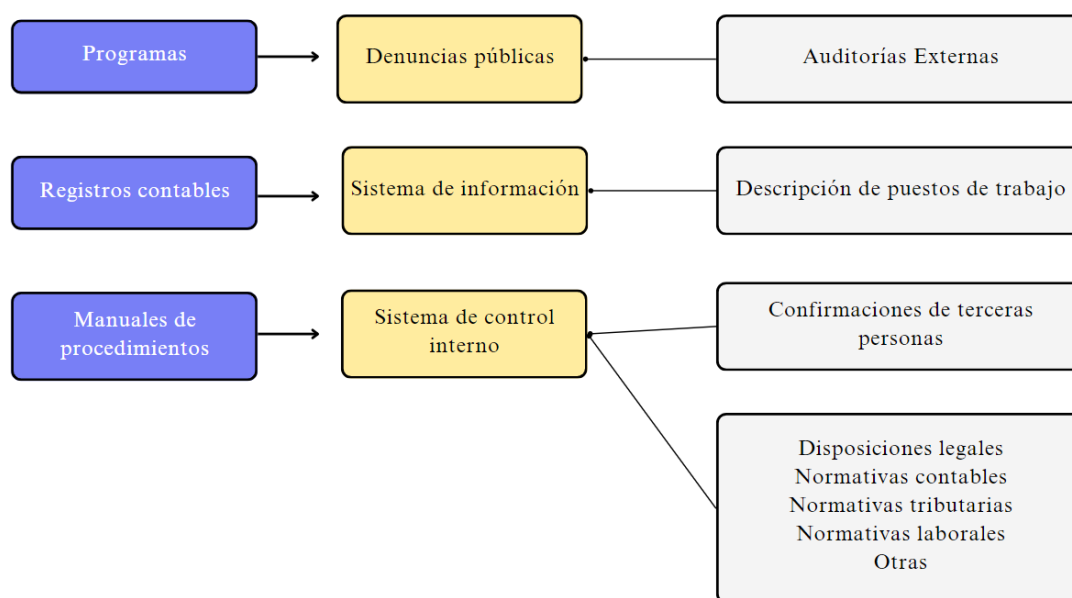 Programas
Denuncias públicas
Auditorías Externas
Registros contables
Sistema de información
Descripción de puestos de trabajo
Manuales de
procedimientos
Sistema de control
interno
Confirmaciones de terceras
personas
Disposiciones legales
Normativas contables
Normativas tributarias
Normativas laborales
Otras